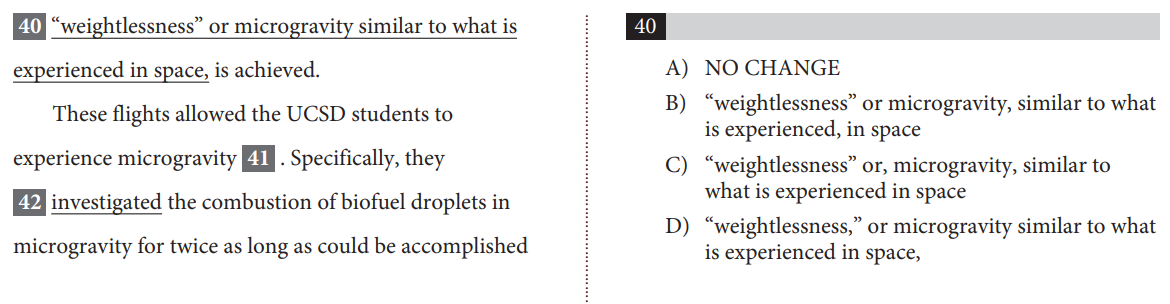 40 “weightlessness” or microgravity similar to what is
experienced in space, is achieved.
These flights allowed the UCSD students to
experience microgravity 41 . Specifically, they
42 investigated the combustion of biofuel droplets in
microgravity for twice as long as could be accomplished
40
A) NO CHANGE
B) “weightlessness” or microgravity, similar to what
is experienced, in space
C) “weightlessness” or, microgravity, similar to
what is experienced in space
D) “weightlessness,” or microgravity similar to what
is experienced in space,